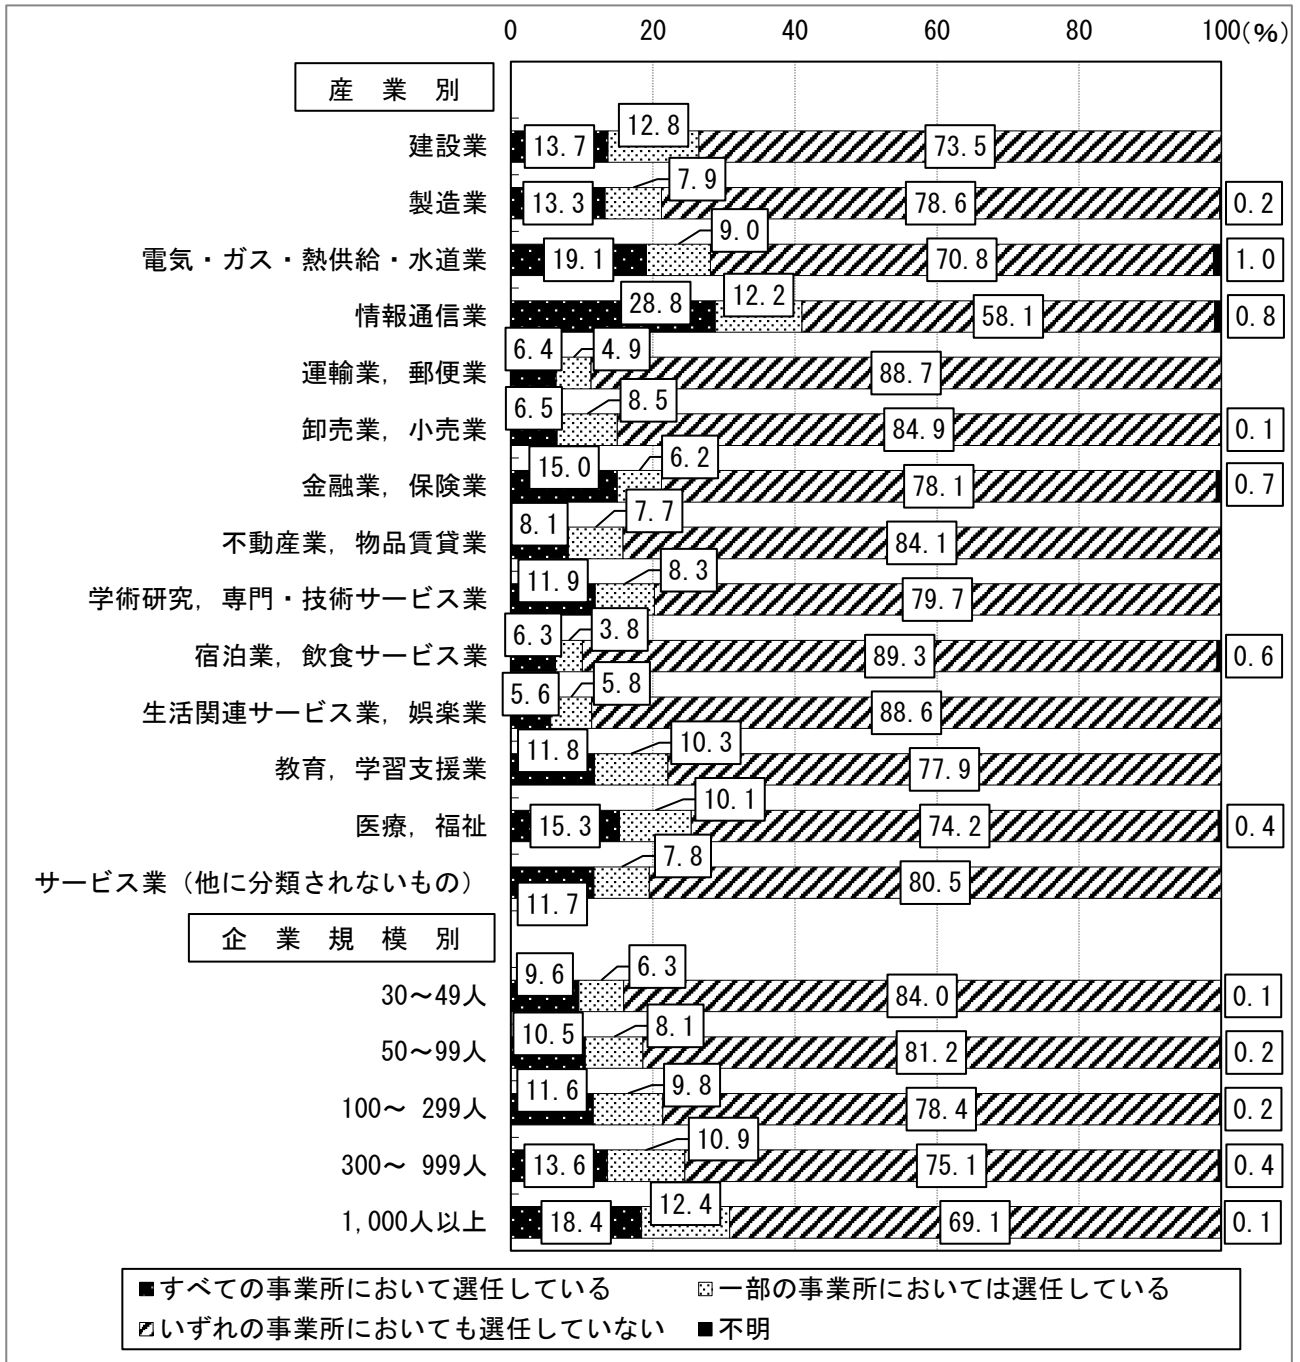 0 20 40 60 80 100(%)
産 業 別
建設業 13.7 12.8 73.5
製造業 13.3 7.9 78.6 0.2
電気・ガス・熱供給・水道業 19.1 9.0 70.8 1.0
情報通信業 28.8 12.2 58.1 0.8
運輸業，郵便業 6.4 4.9 88.7
卸売業，小売業 6.5 8.5 84.9 0.1
金融業，保険業 15.0 6.2 78.1 0.7
不動産業，物品賃貸業 8.1 7.7 84.1
学術研究，専門・技術サービス業 11.9 8.3 79.7
宿泊業，飲食サービス業 6.3 3.8 89.3 0.6
生活関連サービス業，娯楽業 5.6 5.8 88.6
教育，学習支援業 11.8 10.3 77.9
医療，福祉 15.3 10.1 74.2 0.4
サービス業（他に分類されないもの） 11.7 7.8 80.5
企 業 規 模 別
30～49人 9.6 6.3 84.0 0.1
50～99人 10.5 8.1 81.2 0.2
100～ 299人 11.6 9.8 78.4 0.2
300～ 999人 13.6 10.9 75.1 0.4
1,000人以上 18.4 12.4 69.1 0.1
すべての事業所において選任している 一部の事業所においては選任している
いずれの事業所においても選任していない 不明